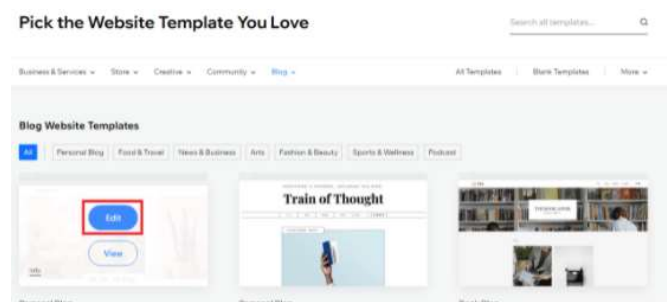 Pick the Website Template You Love
Search all templates...
Business & Services Store Creative Community Blog All Templates Blank Templates More
Blog Website Templates
All Personal Blog Food & Travel News & Business Arts Fashion & Beauty Sports & Wellness Podcast
Edit
View
Info
Train of Thought